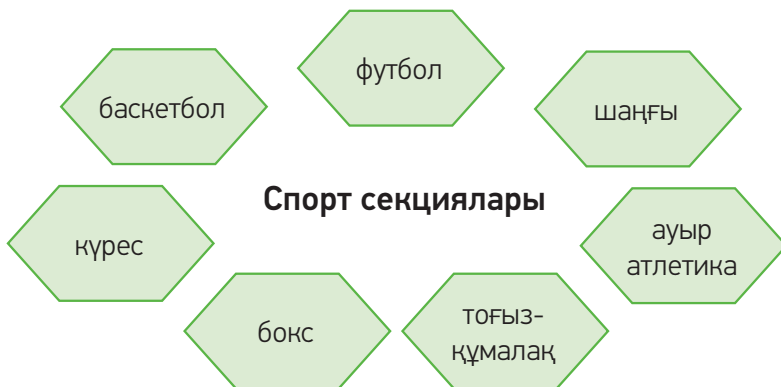 футбол
баскетбол
шаңғы
Спорт секциялары
күрес
ауыр
атлетика
бокс
тоғыз-
құмалақ